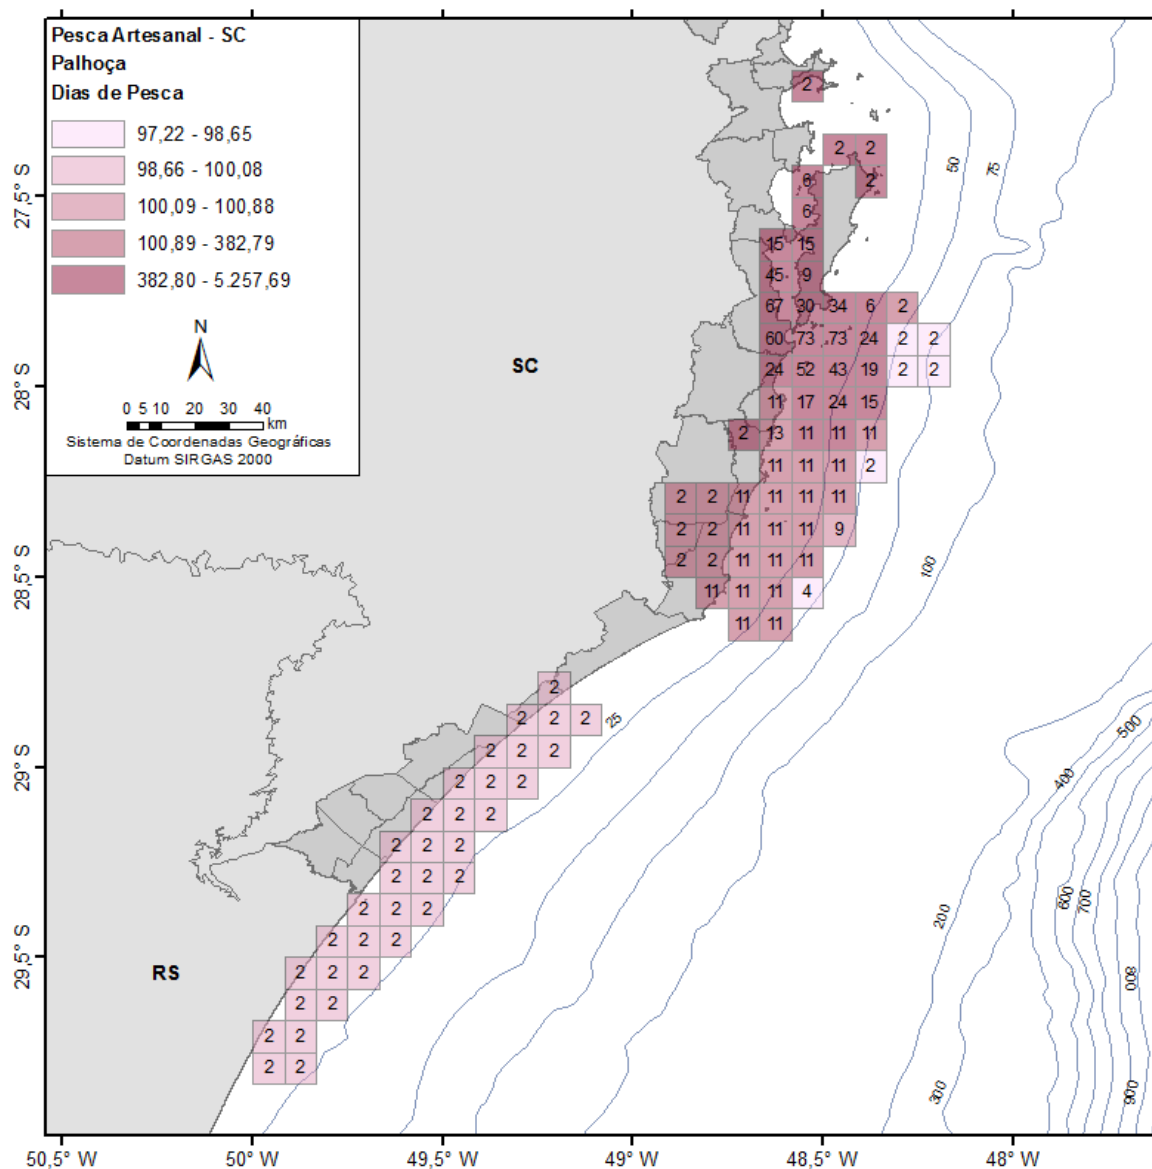 Pesca Artesanal - SC
Palhoça
Dias de Pesca
97,22 - 98,65
98,66 - 100,08
100,09 - 100,88
100,89 - 382,79
382,80 - 5.257,69
N
0 5 10 20 30 40
km
Sistema de Coordenadas Geográficas
Datum SIRGAS 2000
SC
RS
2
2 2
6 2
6
15 15
45 9
67 30 34 6 2
60 73 73 24 2 2
24 52 43 19 2 2
11 17 24 15
2 13 11 11 11
11 11 11 2
2 2 11 11 11 11
2 2 11 11 11 9
2 2 11 11 11
11 11 11 4
11 11
2
2 2 2
2 2 2
2 2 2
2 2 2
2 2 2
2 2 2
2 2 2
2 2 2
2 2 2
2 2
2 2
2 2
50
75
100
25
500
400
600
700
200
800
300
900
27,5° S
28° S
28,5° S
29° S
29,5° S
50,5° W 50° W 49,5° W 49° W 48,5° W 48° W